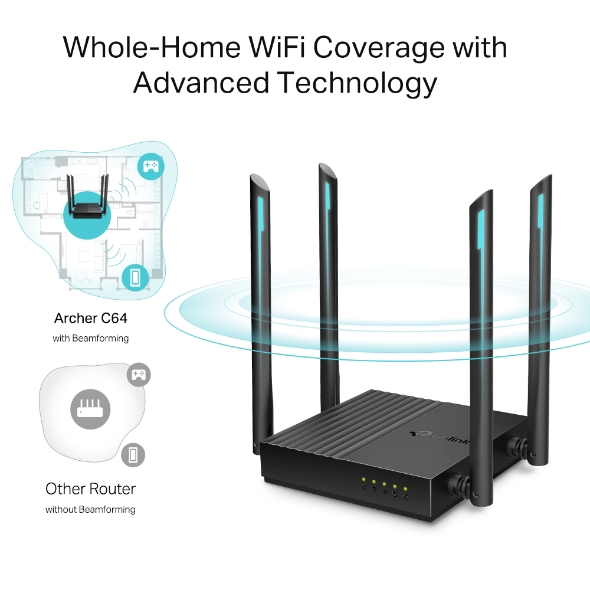 Whole-Home WiFi Coverage with
Advanced Technology
Archer C64
with Beamforming
Other Router
without Beamforming